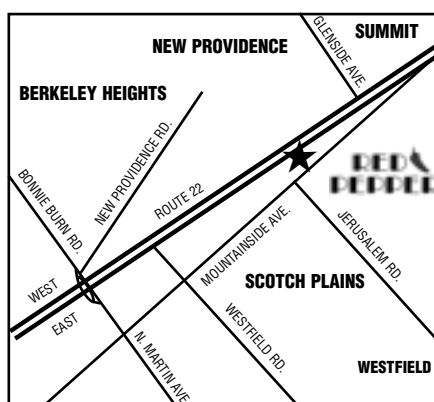 SUMMIT
NEW PROVIDENCE
GLENSIDE AVE.
BERKELEY HEIGHTS
NEW PROVIDENCE RD.
BONNIE BURN RD.
ROUTE 22
RED
PEPPER
MOUNTAINSIDE AVE.
JERUSALEM RD.
SCOTCH PLAINS
WEST
EAST
WESTFIELD RD.
N. MARTIN AVE.
WESTFIELD